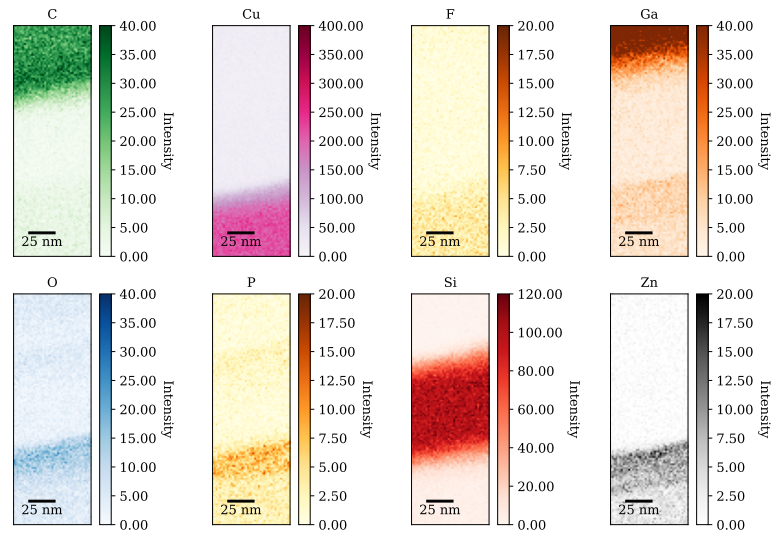 C
Cu
F
Ga
40.00
35.00
30.00
25.00
20.00
15.00
10.00
5.00
0.00
Intensity
25 nm
400.00
350.00
300.00
250.00
200.00
150.00
100.00
50.00
0.00
Intensity
25 nm
20.00
17.50
15.00
12.50
10.00
7.50
5.00
2.50
0.00
Intensity
25 nm
40.00
35.00
30.00
25.00
20.00
15.00
10.00
5.00
0.00
Intensity
25 nm
O
P
Si
Zn
40.00
35.00
30.00
25.00
20.00
15.00
10.00
5.00
0.00
Intensity
25 nm
20.00
17.50
15.00
12.50
10.00
7.50
5.00
2.50
0.00
Intensity
25 nm
120.00
100.00
80.00
60.00
40.00
20.00
0.00
Intensity
25 nm
20.00
17.50
15.00
12.50
10.00
7.50
5.00
2.50
0.00
Intensity
25 nm